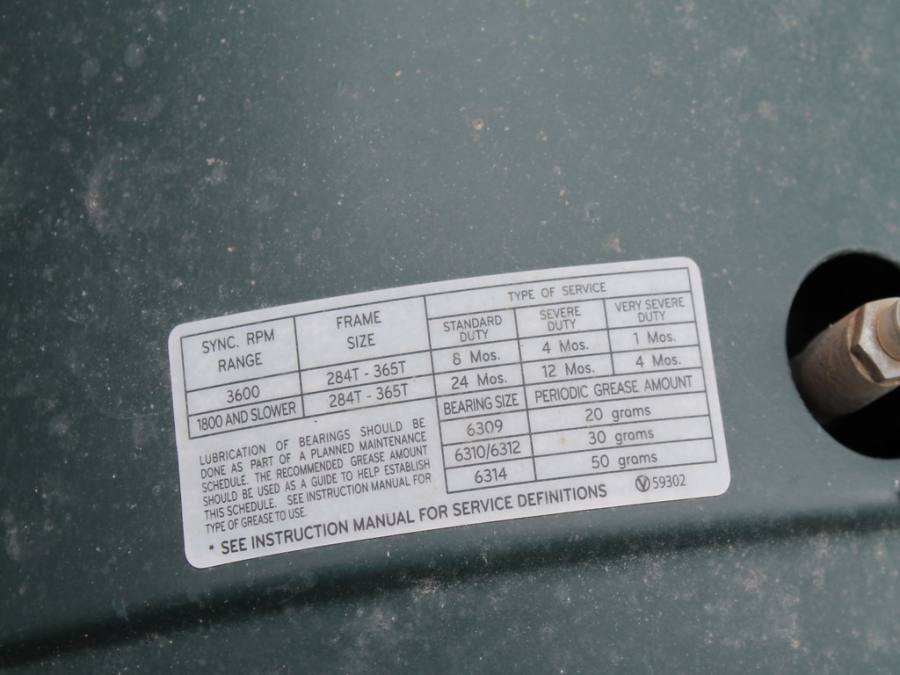 TYPE OF SERVICE
SYNC. RPM RANGE FRAME SIZE STANDARD DUTY SEVERE DUTY VERY SEVERE DUTY
3600 284T - 365T 8 Mos. 4 Mos. 1 Mos.
1800 AND SLOWER 284T - 365T 24 Mos. 12 Mos. 4 Mos.
BEARING SIZE PERIODIC GREASE AMOUNT
6309 20 grams
6310/6312 30 grams
6314 50 grams
LUBRICATION OF BEARINGS SHOULD BE
DONE AS PART OF A PLANNED MAINTENANCE
SCHEDULE. THE RECOMMENDED GREASE AMOUNT
SHOULD BE USED AS A GUIDE TO HELP ESTABLISH
THIS SCHEDULE. SEE INSTRUCTION MANUAL FOR
TYPE OF GREASE TO USE.
* SEE INSTRUCTION MANUAL FOR SERVICE DEFINITIONS
59302